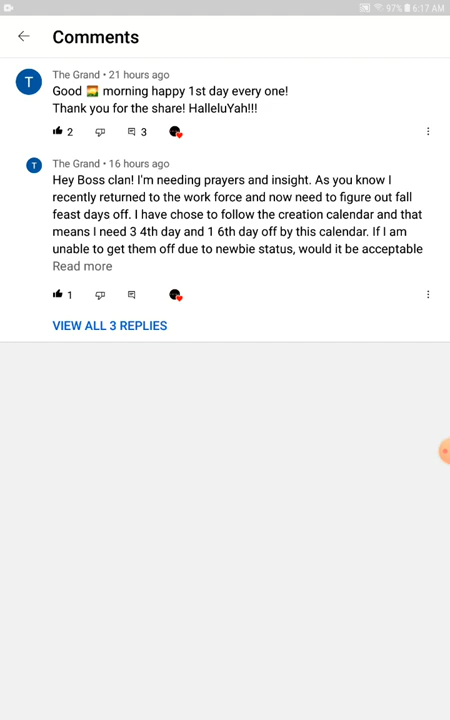 97% 6:17 AM
Comments
T
The Grand • 21 hours ago
Good 🌅 morning happy 1st day every one!
Thank you for the share! HalleluYah!!!
2
3
T
The Grand • 16 hours ago
Hey Boss clan! I'm needing prayers and insight. As you know I
recently returned to the work force and now need to figure out fall
feast days off. I have chose to follow the creation calendar and that
means I need 3 4th day and 1 6th day off by this calendar. If I am
unable to get them off due to newbie status, would it be acceptable
Read more
1
VIEW ALL 3 REPLIES